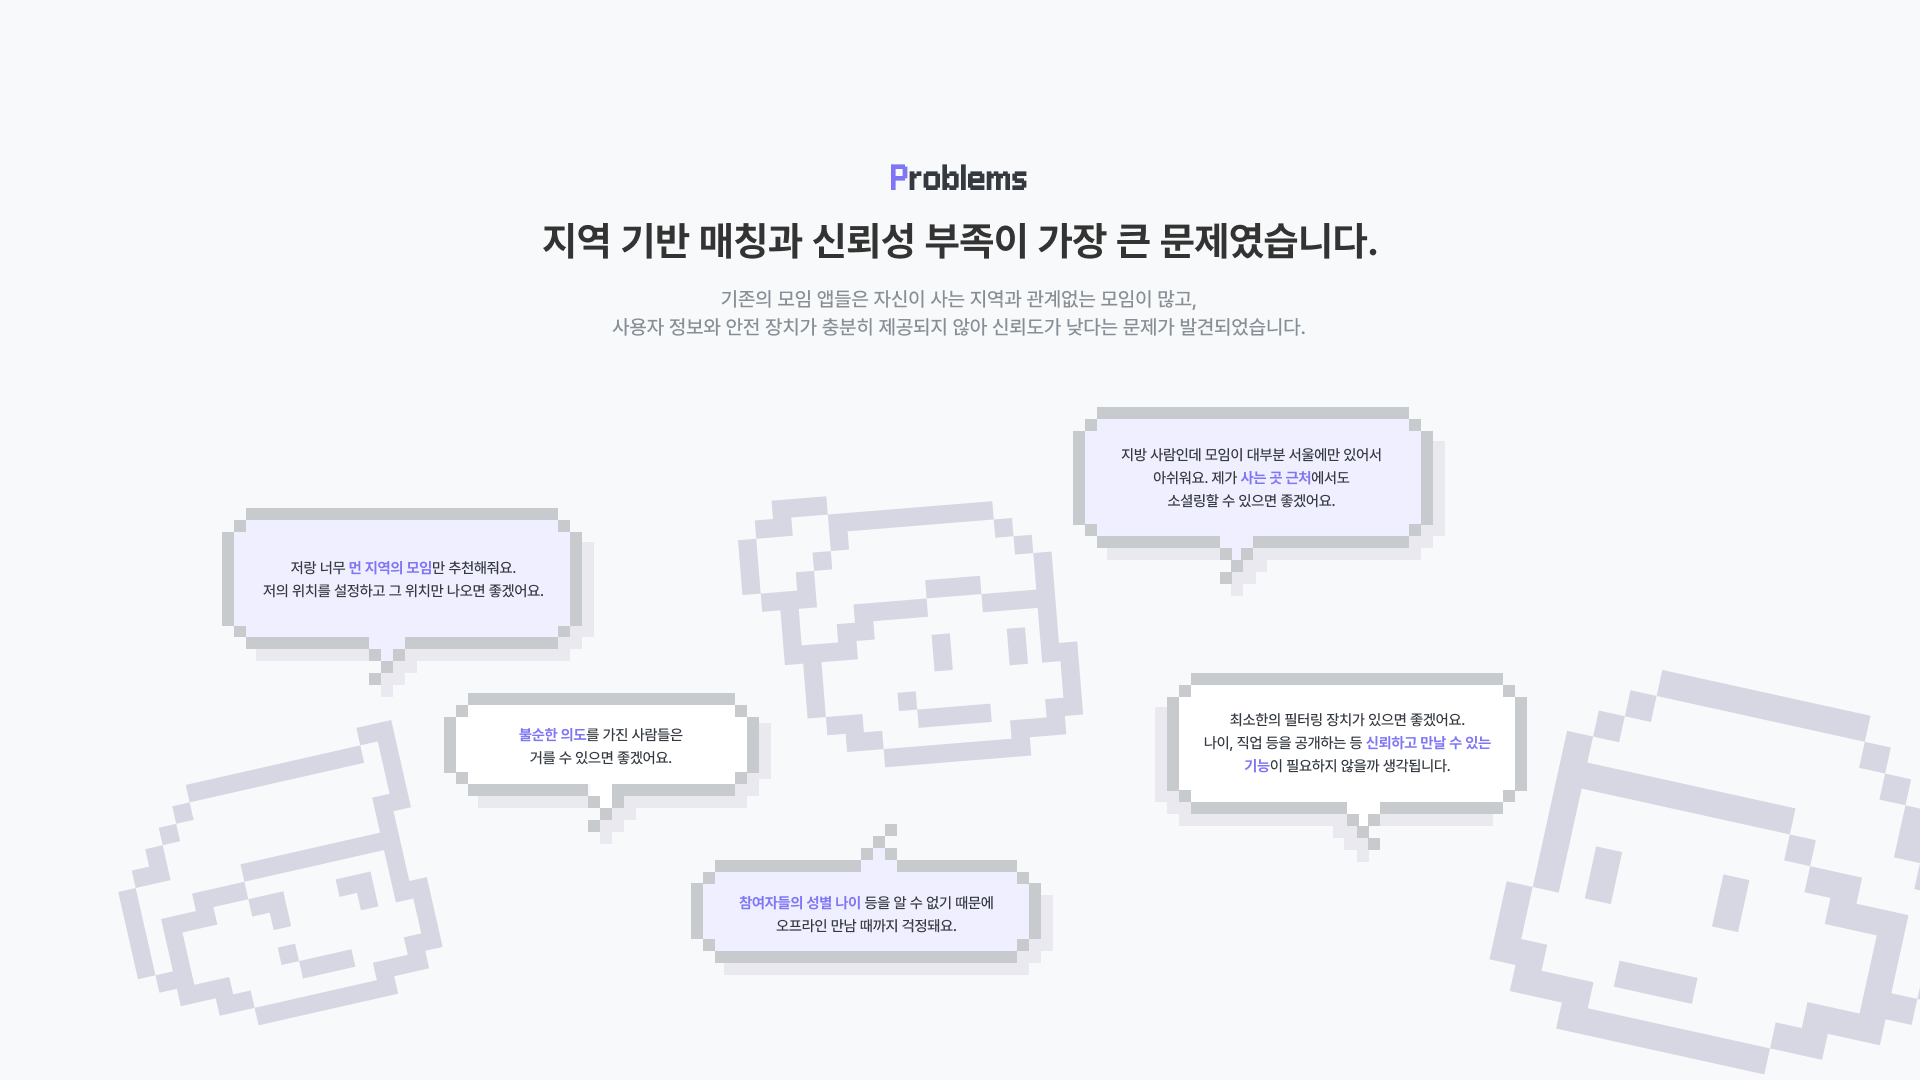 Problems
지역 기반 매칭과 신뢰성 부족이 가장 큰 문제였습니다.
기존의 모임 앱들은 자신이 사는 지역과 관계없는 모임이 많고,
사용자 정보와 안전 장치가 충분히 제공되지 않아 신뢰도가 낮다는 문제가 발견되었습니다.
지방 사람인데 모임이 대부분 서울에만 있어서
아쉬워요. 제가 사는 곳 근처에서도
소셜링할 수 있으면 좋겠어요.
저랑 너무 먼 지역의 모임만 추천해줘요.
저의 위치를 설정하고 그 위치만 나오면 좋겠어요.
불순한 의도를 가진 사람들은
거를 수 있으면 좋겠어요.
최소한의 필터링 장치가 있으면 좋겠어요.
나이, 직업 등을 공개하는 등 신뢰하고 만날 수 있는
기능이 필요하지 않을까 생각됩니다.
참여자들의 성별 나이 등을 알 수 없기 때문에
오프라인 만남 때까지 걱정돼요.